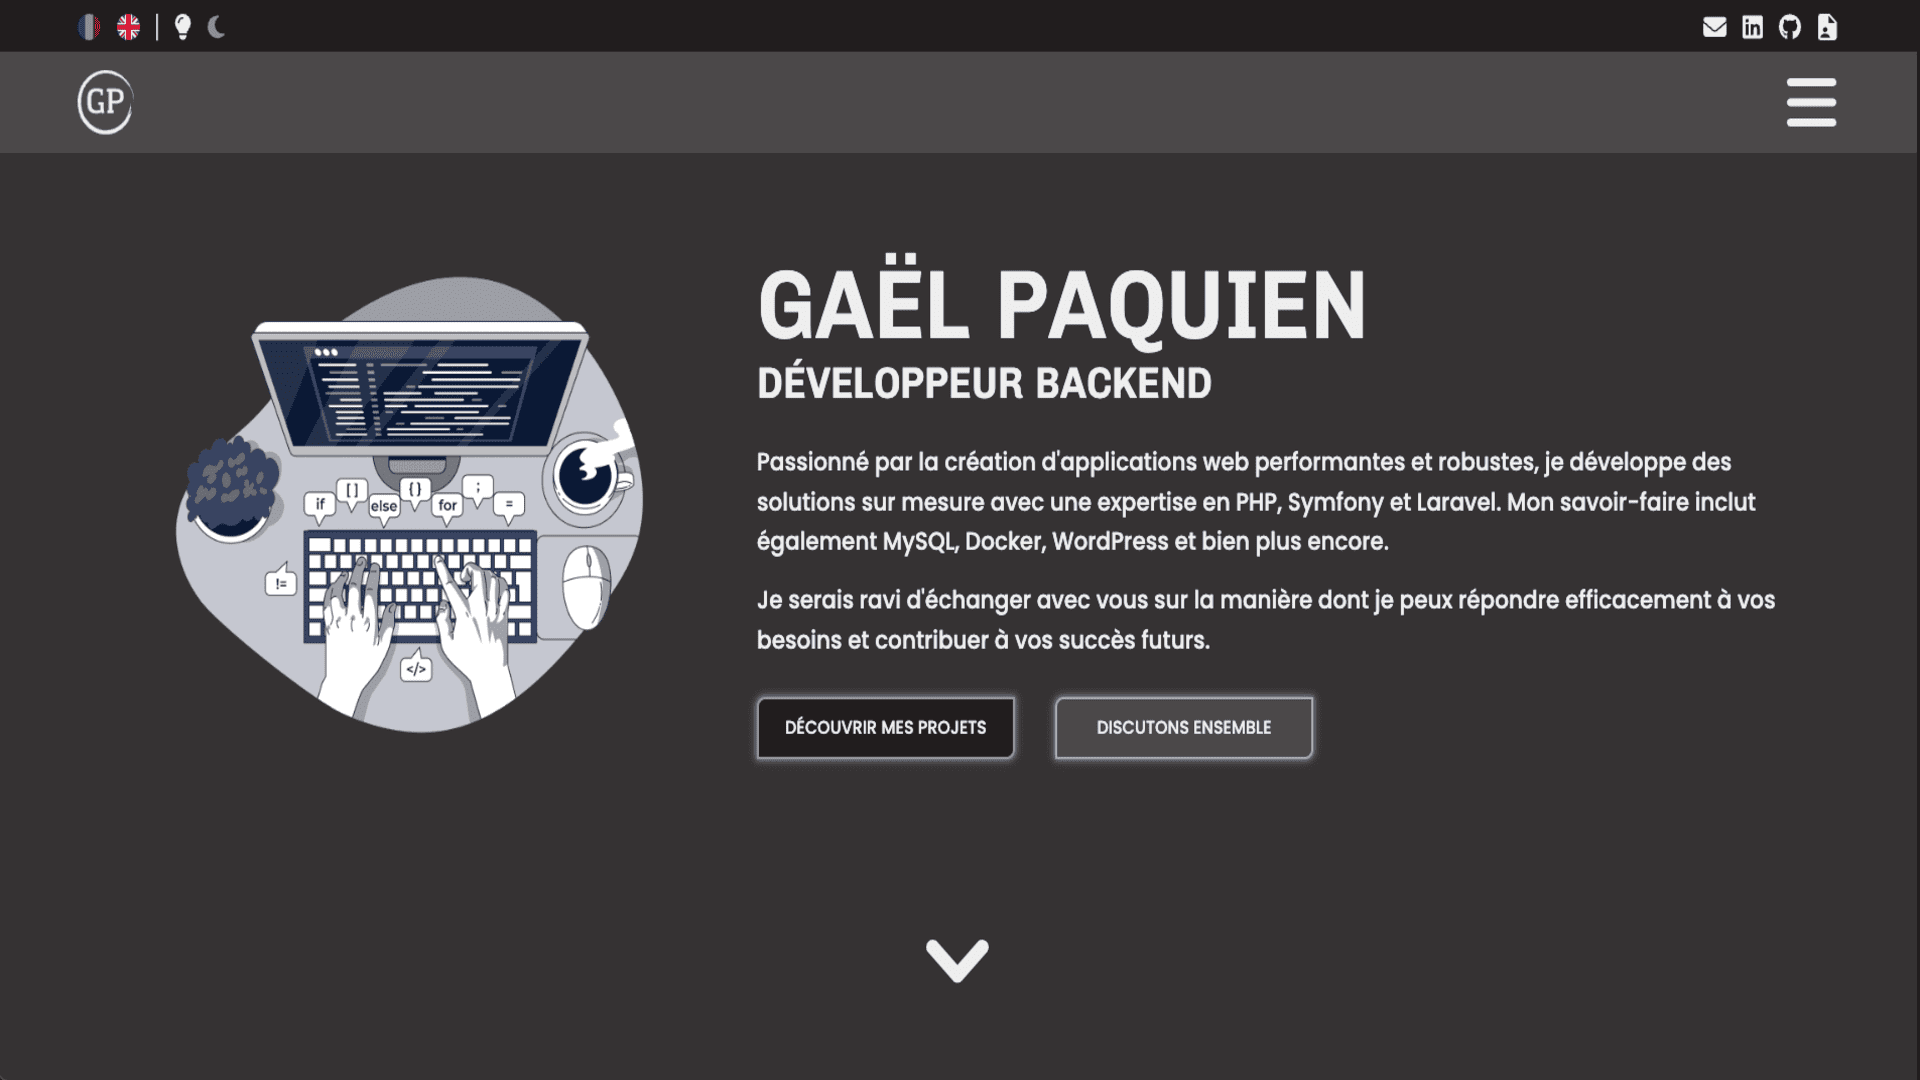 GP
GAËL PAQUIEN
DÉVELOPPEUR BACKEND
Passionné par la création d'applications web performantes et robustes, je développe des
solutions sur mesure avec une expertise en PHP, Symfony et Laravel. Mon savoir-faire inclut
également MySQL, Docker, WordPress et bien plus encore.
Je serais ravi d'échanger avec vous sur la manière dont je peux répondre efficacement à vos
besoins et contribuer à vos succès futurs.
DÉCOUVRIR MES PROJETS
DISCUTONS ENSEMBLE
if
[ ]
else
{ }
for
;
=
!=
</>
in